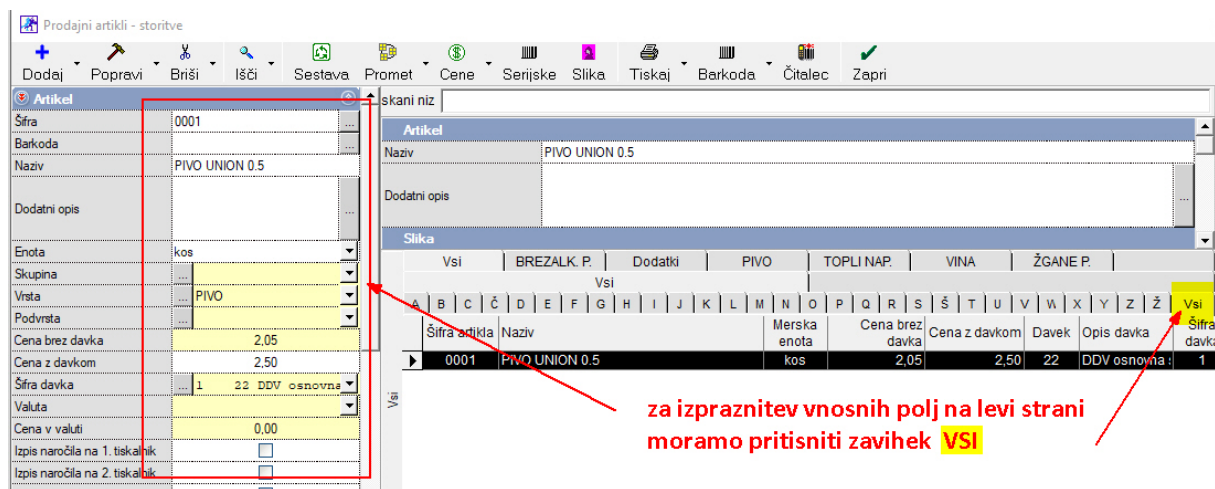 Prodajni artikli - storitve
Dodaj Popravi Briši Išči Sestava Promet Cene Serijske Slika Tiskaj Barkoda Čitalec Zapri
Artikel
Šifra 0001 ...
Barkoda ...
Naziv PIVO UNION 0.5
Dodatni opis ...
Enota kos
Skupina ...
Vrsta ... PIVO
Podvrsta ...
Cena brez davka 2,05
Cena z davkom 2,50
Šifra davka ... 1 22 DDV osnovna
Valuta
Cena v valuti 0,00
Izpis naročila na 1. tiskalnik
Izpis naročila na 2. tiskalnik
skani niz
Artikel
Naziv PIVO UNION 0.5
Dodatni opis ...
Slika
Vsi BREZALK. P. Dodatki PIVO TOPLI NAP. VINA ŽGANE P.
Vsi
A B C Č D E F G H I J K L M N O P Q R S Š T U V W X Y Z Ž Vsi
Šifra artikla Naziv Merska enota Cena brez davka Cena z davkom Davek Opis davka Šifra davka
0001 PIVO UNION 0.5 kos 2,05 2,50 22 DDV osnovna : 1
Vsi
za izpraznitev vnosnih polj na levi strani
moramo pritisniti zavihek VSI